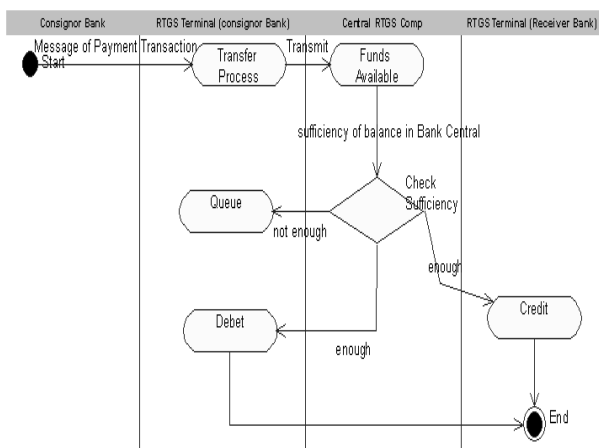 Consignor Bank
RTGS Terminal (consignor Bank)
Central RTGS Comp
RTGS Terminal (Receiver Bank)
Message of Payment Transaction
Start
Transfer
Process
Transmit
Funds
Available
sufficiency of balance in Bank Central
Check
Sufficiency
Queue
not enough
enough
Credit
Debet
enough
End